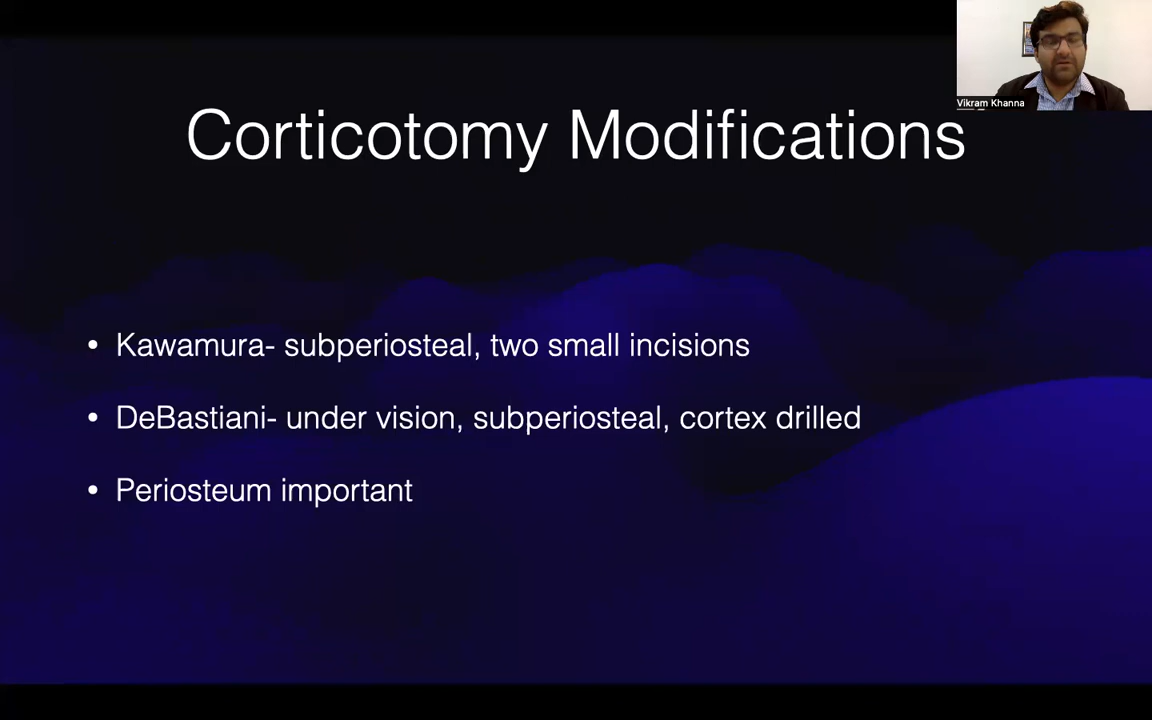 Vikram Khanna
Corticotomy Modifications
• Kawamura- subperiosteal, two small incisions
• DeBastiani- under vision, subperiosteal, cortex drilled
• Periosteum important